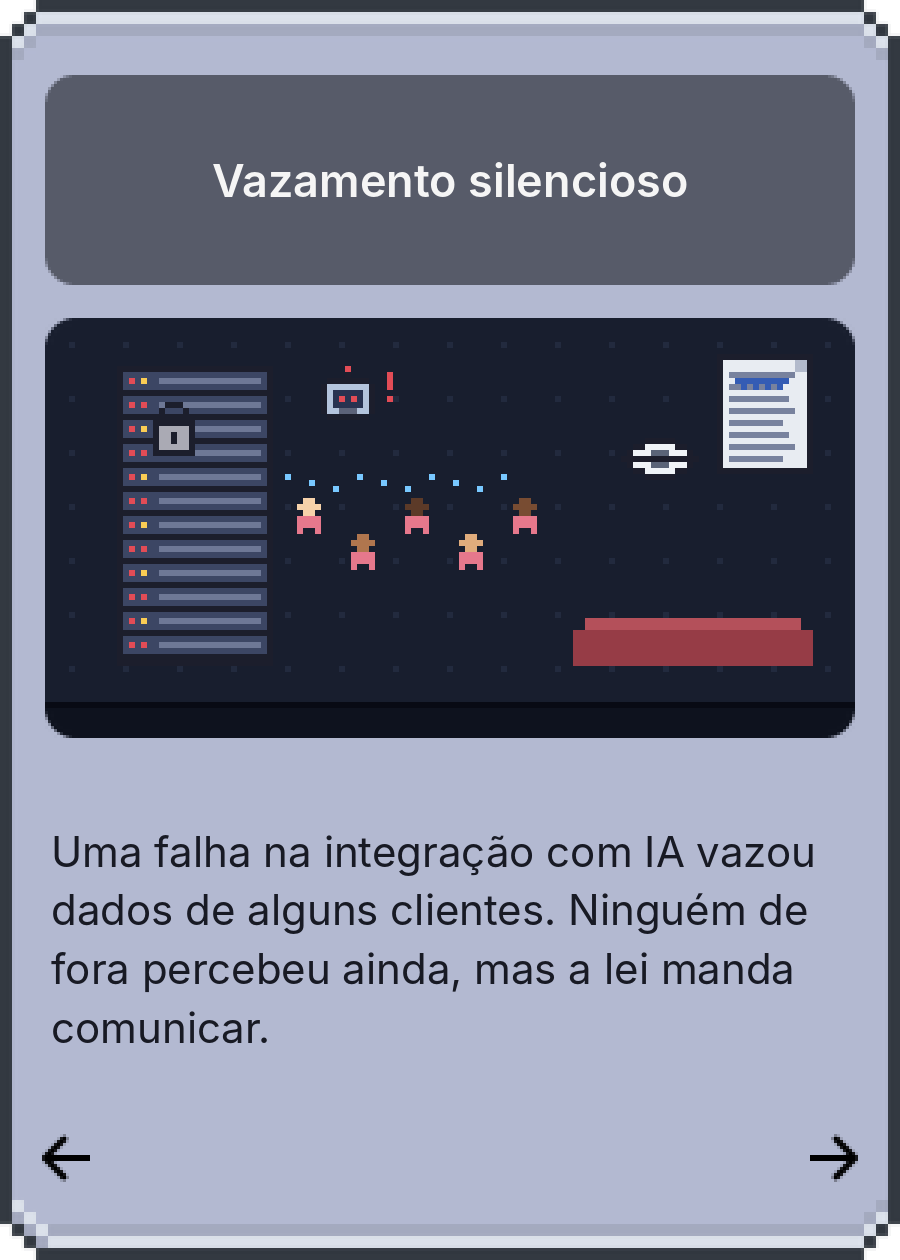 Vazamento silencioso
Uma falha na integração com IA vazou
dados de alguns clientes. Ninguém de
fora percebeu ainda, mas a lei manda
comunicar.